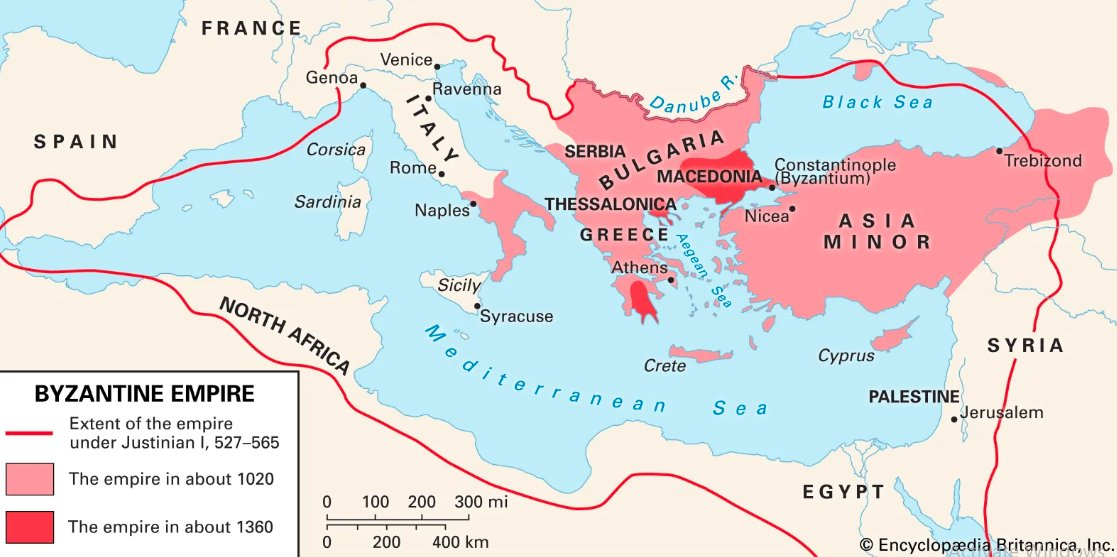 FRANCE
Venice
Genoa
Ravenna
Danube R.
Black Sea
ITALY
SPAIN
Corsica
SERBIA
BULGARIA
Trebizond
Rome
MACEDONIA
Constantinople
(Byzantium)
Sardinia
Naples
THESSALONICA
Nicea
ASIA
MINOR
GREECE
Aegean Sea
Athens
Sicily
Syracuse
NORTH AFRICA
Mediterranean Sea
Crete
Cyprus
SYRIA
PALESTINE
Jerusalem
EGYPT
BYZANTINE EMPIRE
Extent of the empire
under Justinian I, 527–565
The empire in about 1020
The empire in about 1360
0 100 200 300 mi
0 200 400 km
© Encyclopædia Britannica, Inc.
Activate Windows